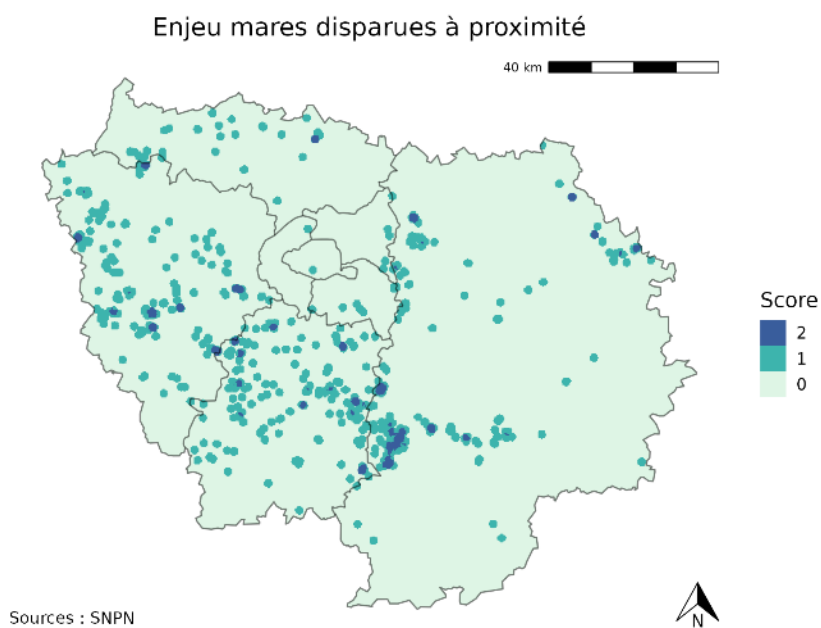 Enjeu mares disparues à proximité
40 km
Score
2
1
0
N
Sources : SNPN